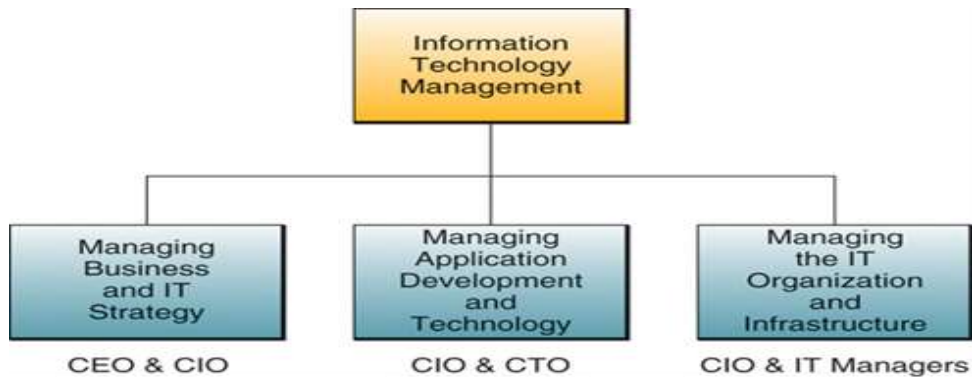 Information
Technology
Management
Managing
Business
and IT
Strategy
CEO & CIO
Managing
Application
Development
and
Technology
CIO & CTO
Managing
the IT
Organization
and
Infrastructure
CIO & IT Managers